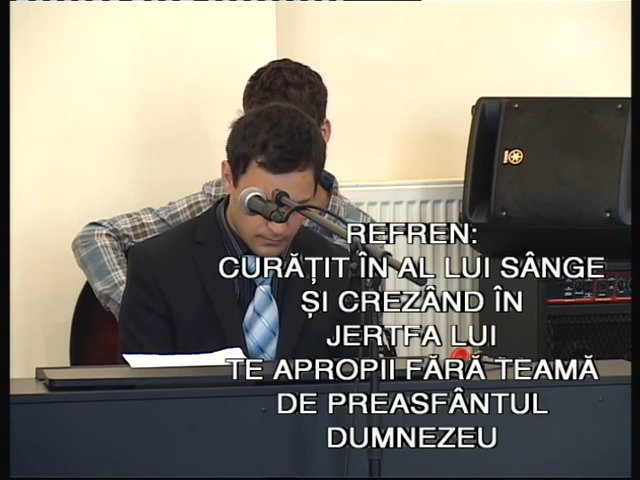 REFREN:
CURĂȚIT ÎN AL LUI SÂNGE
ȘI CREZÂND ÎN
JERTFA LUI
TE APROPII FĂRĂ TEAMĂ
DE PREASFÂNTUL
DUMNEZEU